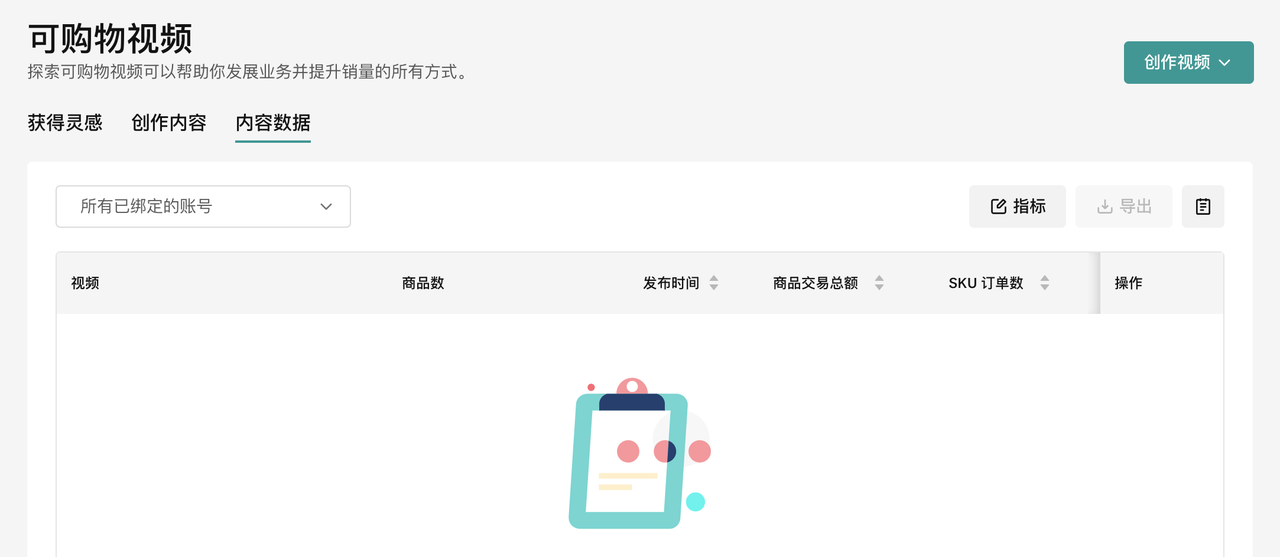 可购物视频
探索可购物视频可以帮助你发展业务并提升销量的所有方式。
创作视频
获得灵感 创作内容 内容数据
所有已绑定的账号 指标 导出
视频 商品数 发布时间 商品交易总额 SKU 订单数 操作